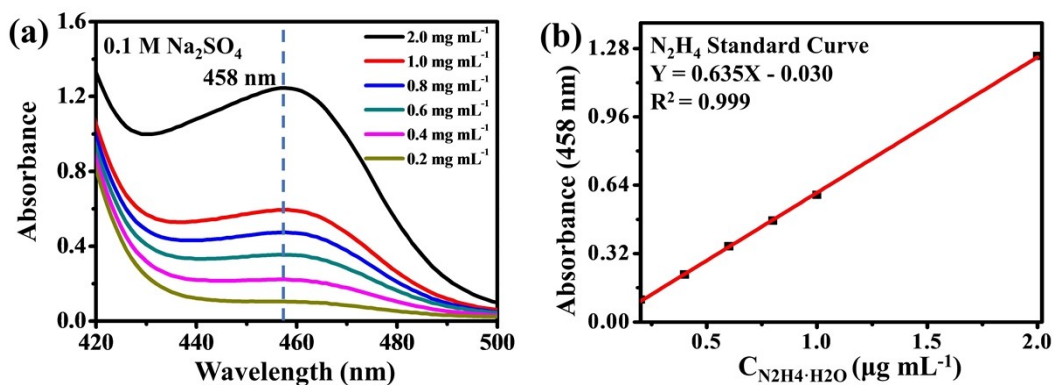 (a)
0.1 M Na₂SO₄
458 nm
2.0 mg mL⁻¹
1.0 mg mL⁻¹
0.8 mg mL⁻¹
0.6 mg mL⁻¹
0.4 mg mL⁻¹
0.2 mg mL⁻¹
Absorbance
1.6
1.2
0.8
0.4
0.0
420
440
460
480
500
Wavelength (nm)
(b)
N₂H₄ Standard Curve
Y = 0.635X - 0.030
R² = 0.999
Absorbance (458 nm)
1.28
0.96
0.64
0.32
0.00
0.5
1.0
1.5
2.0
C_N2H4·H2O (μg mL⁻¹)